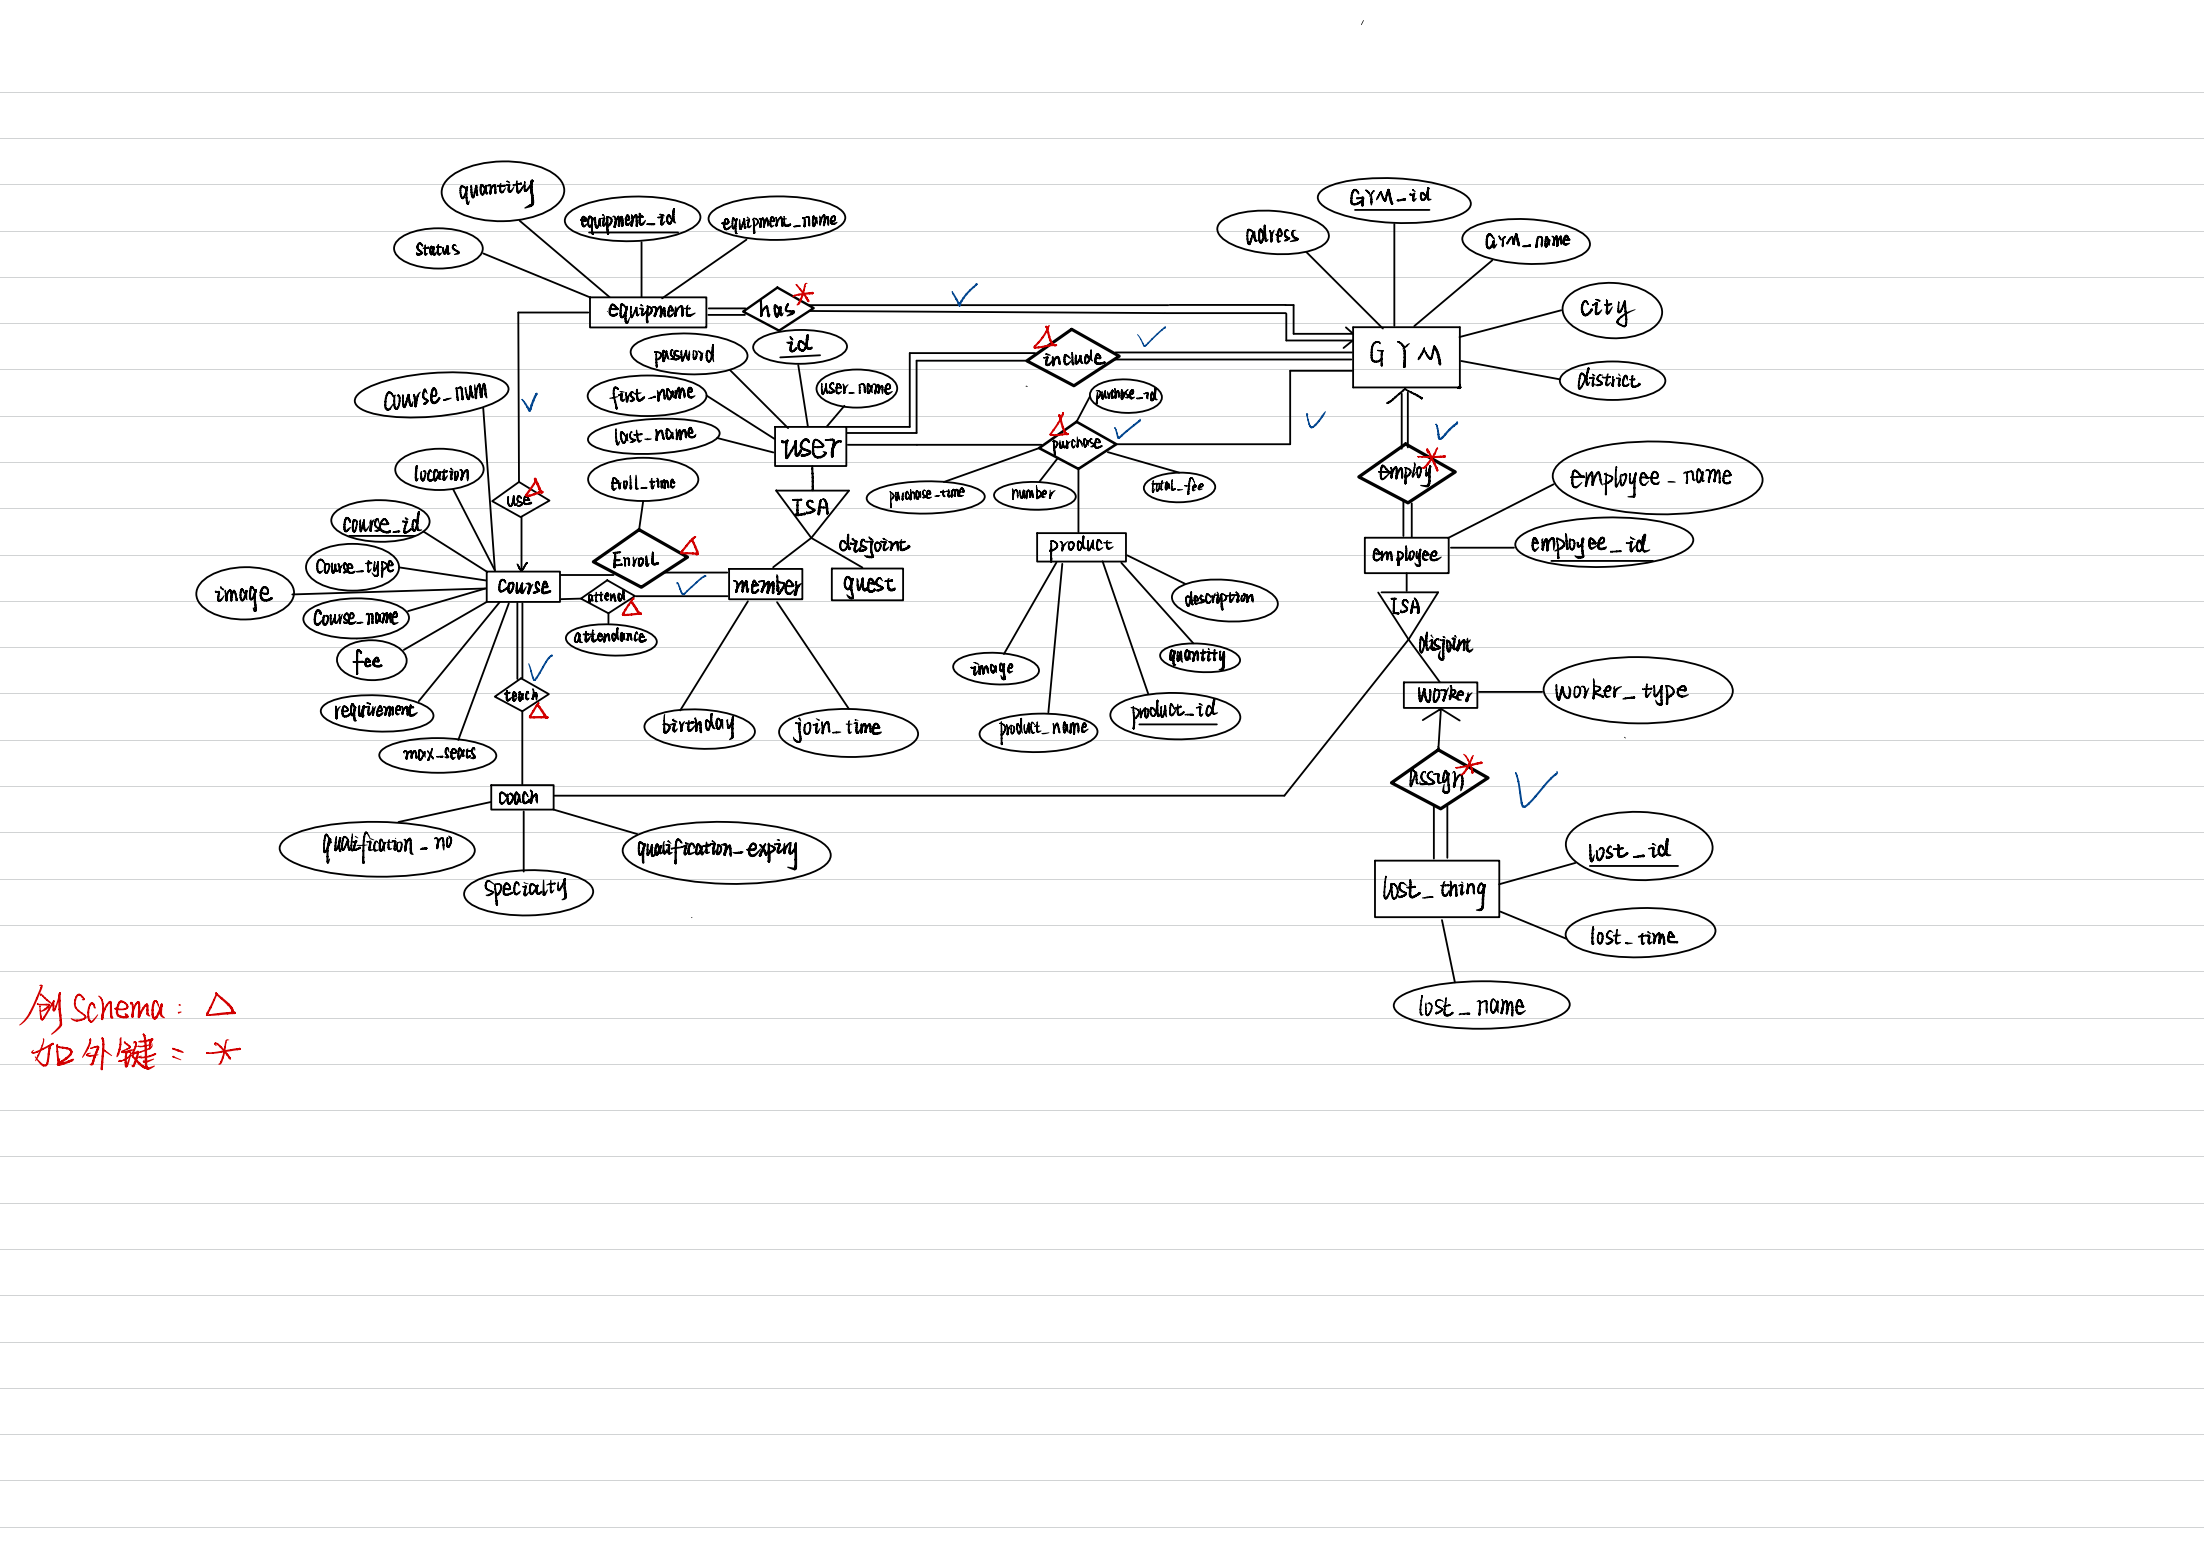 quantity
equipment_id
equipment_name
status
GYM_id
adress
GYM_name
equipment
has
id
city
password
include
GYM
user_name
first_name
district
course_num
purchase_id
last_name
user
purchase
location
enroll_time
purchase_time
number
total_fee
employ
employee_name
use
ISA
course_id
disjoint
product
employee
employee_id
Course_type
Enroll
image
course
member
guest
attend
description
ISA
Course_name
attendance
disjoint
fee
image
quantity
teach
worker
worker_type
requirement
birthday
join_time
product_name
product_id
max_seats
assign
coach
qualification_no
qualification_expiry
lost_id
specialty
lost_thing
lost_time
创Schema: △
lost_name
加外键: *